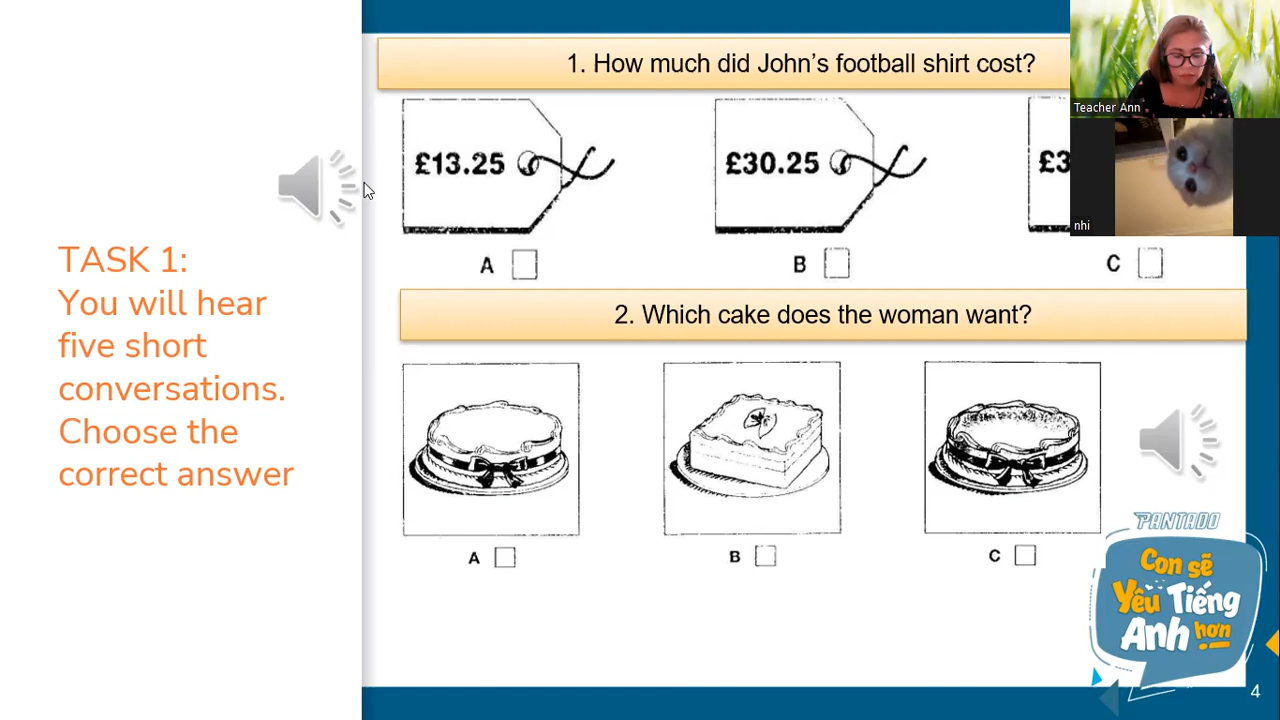 1. How much did John's football shirt cost?
£13.25
£30.25
£3
A
B
C
Teacher Ann
nhi
TASK 1:
You will hear
five short
conversations.
Choose the
correct answer
2. Which cake does the woman want?
A
B
C
PANTADO
Con sẽ
Yêu Tiếng
Anh hơn
4